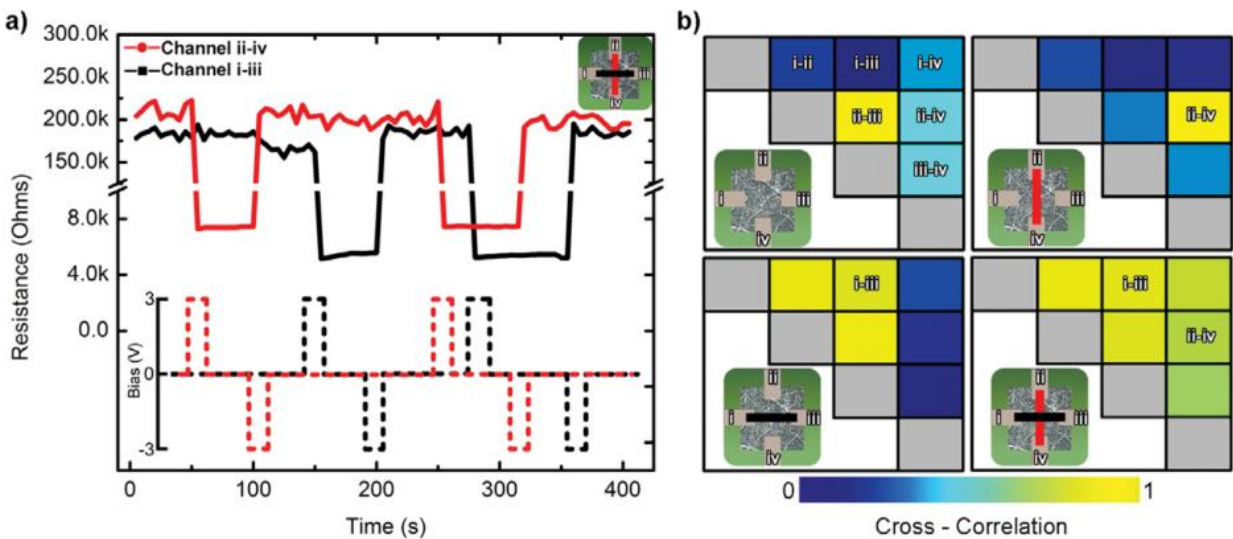 a)
300.0k
250.0k
200.0k
150.0k
8.0k
4.0k
0.0
Resistance (Ohms)
Channel ii-iv
Channel i-iii
ii
i
iii
iv
3
0
-3
Bias (V)
0
100
200
300
400
Time (s)
b)
i-ii
i-iii
i-iv
ii-iii
ii-iv
iii-iv
ii
i
iii
iv
ii-iv
ii
i
iii
iv
i-iii
ii
i
iii
iv
i-iii
ii-iv
ii
i
iii
iv
0
1
Cross - Correlation